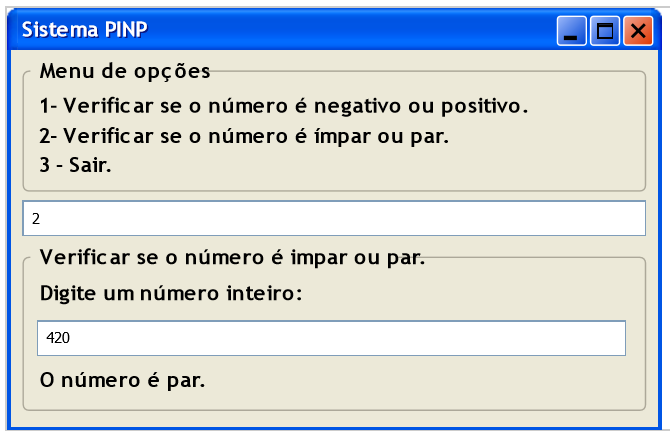 Sistema PINP
Menu de opções
1- Verificar se o número é negativo ou positivo.
2- Verificar se o número é ímpar ou par.
3 - Sair.
2
Verificar se o número é impar ou par.
Digite um número inteiro:
420
O número é par.